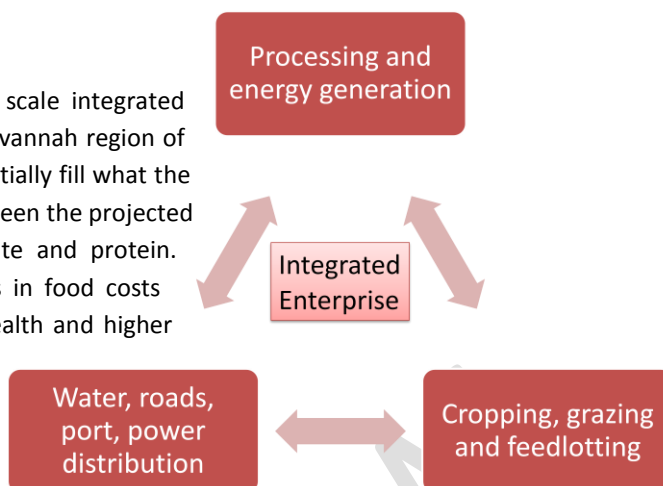 Processing and
energy generation
scale integrated
vannah region of
tially fill what the
een the projected
te and protein.
s in food costs
ealth and higher
Integrated
Enterprise
Water, roads,
port, power
distribution
Cropping, grazing
and feedlotting